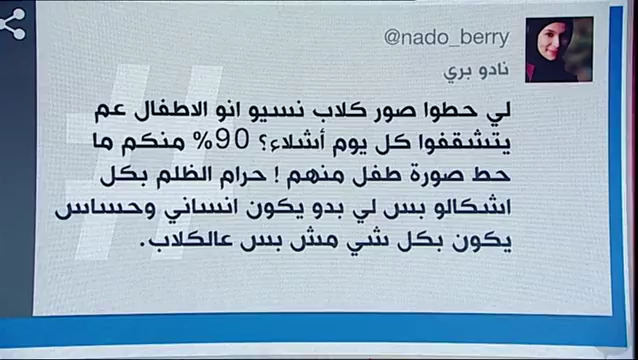 @nado_berry
نادو بري
لي حطوا صور كلاب نسيو انو الاطفال عم
يتشقفوا كل يوم أشلاء؟ 90% منكم ما
حط صورة طفل منهم ! حرام الظلم بكل
اشكالو بس لي بدو يكون انساني وحساس
يكون بكل شي مش بس عالكلاب.